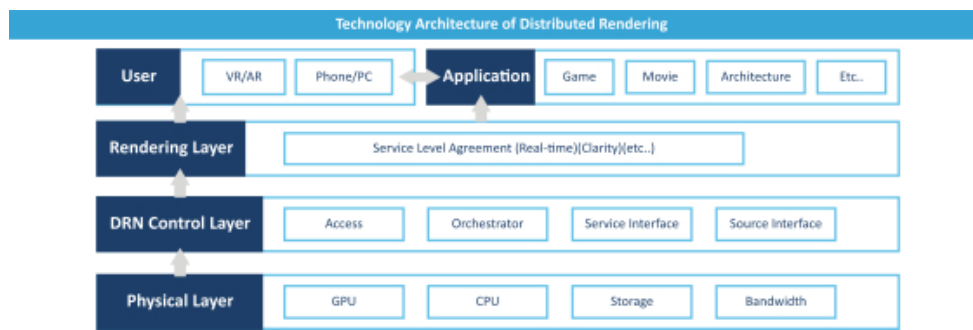 Technology Architecture of Distributed Rendering
User
VR/AR
Phone/PC
Application
Game
Movie
Architecture
Etc..
Rendering Layer
Service Level Agreement (Real-time)(Clarity)(etc..)
DRN Control Layer
Access
Orchestrator
Service Interface
Source Interface
Physical Layer
GPU
CPU
Storage
Bandwidth